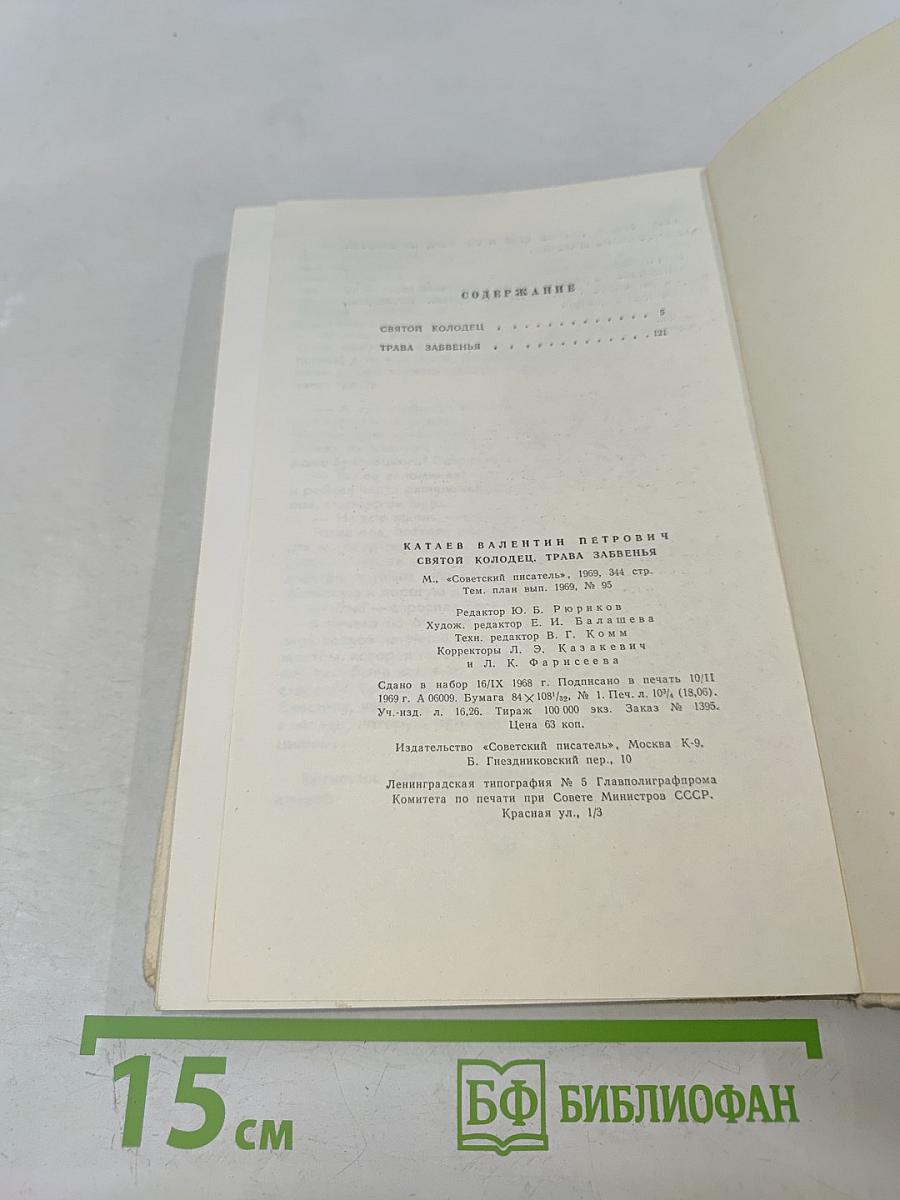 СОДЕРЖАНИЕ
СВЯТОЙ КОЛОДЕЦ . . . . . . . . . . . . . 5
ТРАВА ЗАБВЕНЬЯ . . . . . . . . . . . . . 121
КАТАЕВ ВАЛЕНТИН ПЕТРОВИЧ
СВЯТОЙ КОЛОДЕЦ. ТРАВА ЗАБВЕНЬЯ
М., «Советский писатель», 1969, 344 стр.
Тем. план вып. 1969, № 95
Редактор Ю. Б. Рюриков
Худож. редактор Е. И. Балашева
Техн. редактор В. Г. Комм
Корректоры Л. Э. Казакевич
и Л. К. Фарисеева
Сдано в набор 16/IX 1968 г. Подписано в печать 10/II
1969 г. А 06009. Бумага 84×108¹/₃₂, № 1. Печ. л. 10³/₄ (18,06).
Уч.-изд. л. 16,26. Тираж 100 000 экз. Заказ № 1395.
Цена 63 коп.
Издательство «Советский писатель», Москва К-9,
Б. Гнездниковский пер., 10
Ленинградская типография № 5 Главполиграфпрома
Комитета по печати при Совете Министров СССР.
Красная ул., 1/3
15 см
БФ БИБЛИОФАН